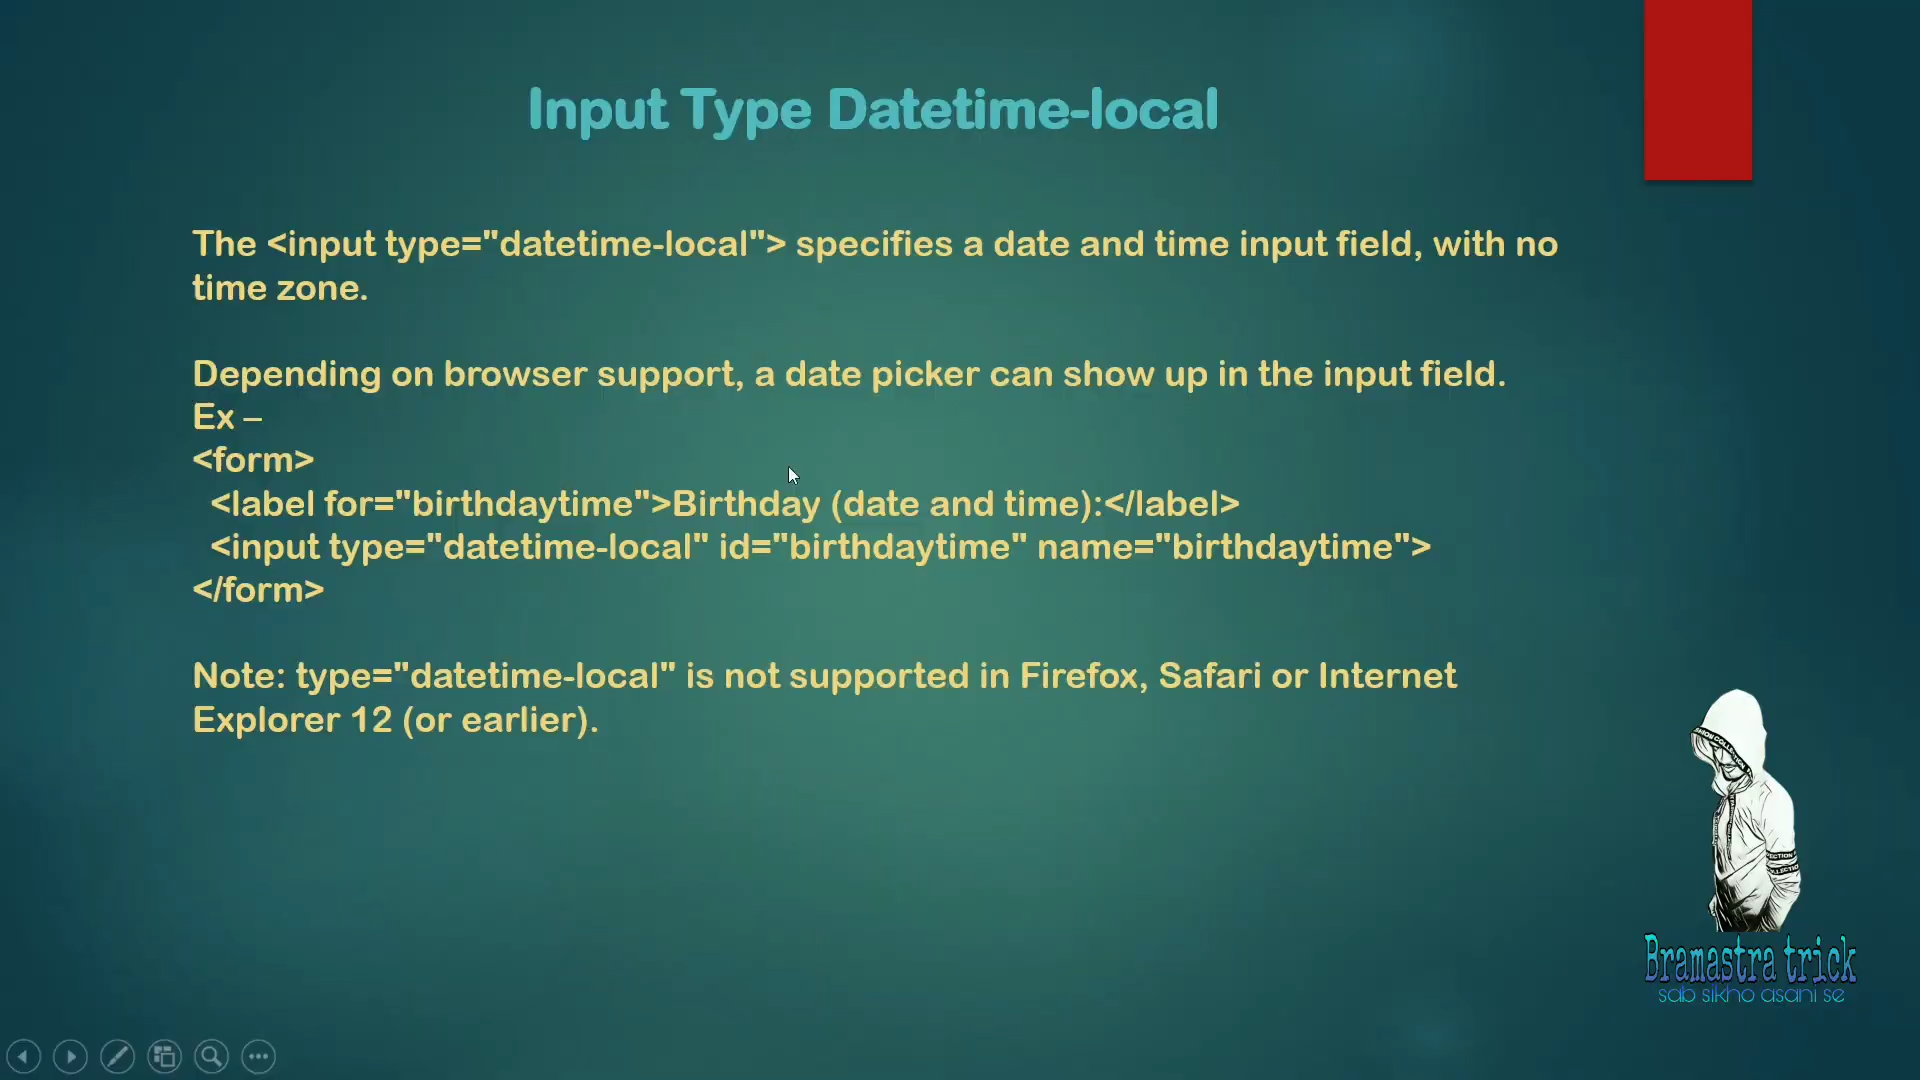 Input Type Datetime-local
The <input type="datetime-local"> specifies a date and time input field, with no
time zone.
Depending on browser support, a date picker can show up in the input field.
Ex –
<form>
<label for="birthdaytime">Birthday (date and time):</label>
<input type="datetime-local" id="birthdaytime" name="birthdaytime">
</form>
Note: type="datetime-local" is not supported in Firefox, Safari or Internet
Explorer 12 (or earlier).
Bramastra trick
sab sikho asani se